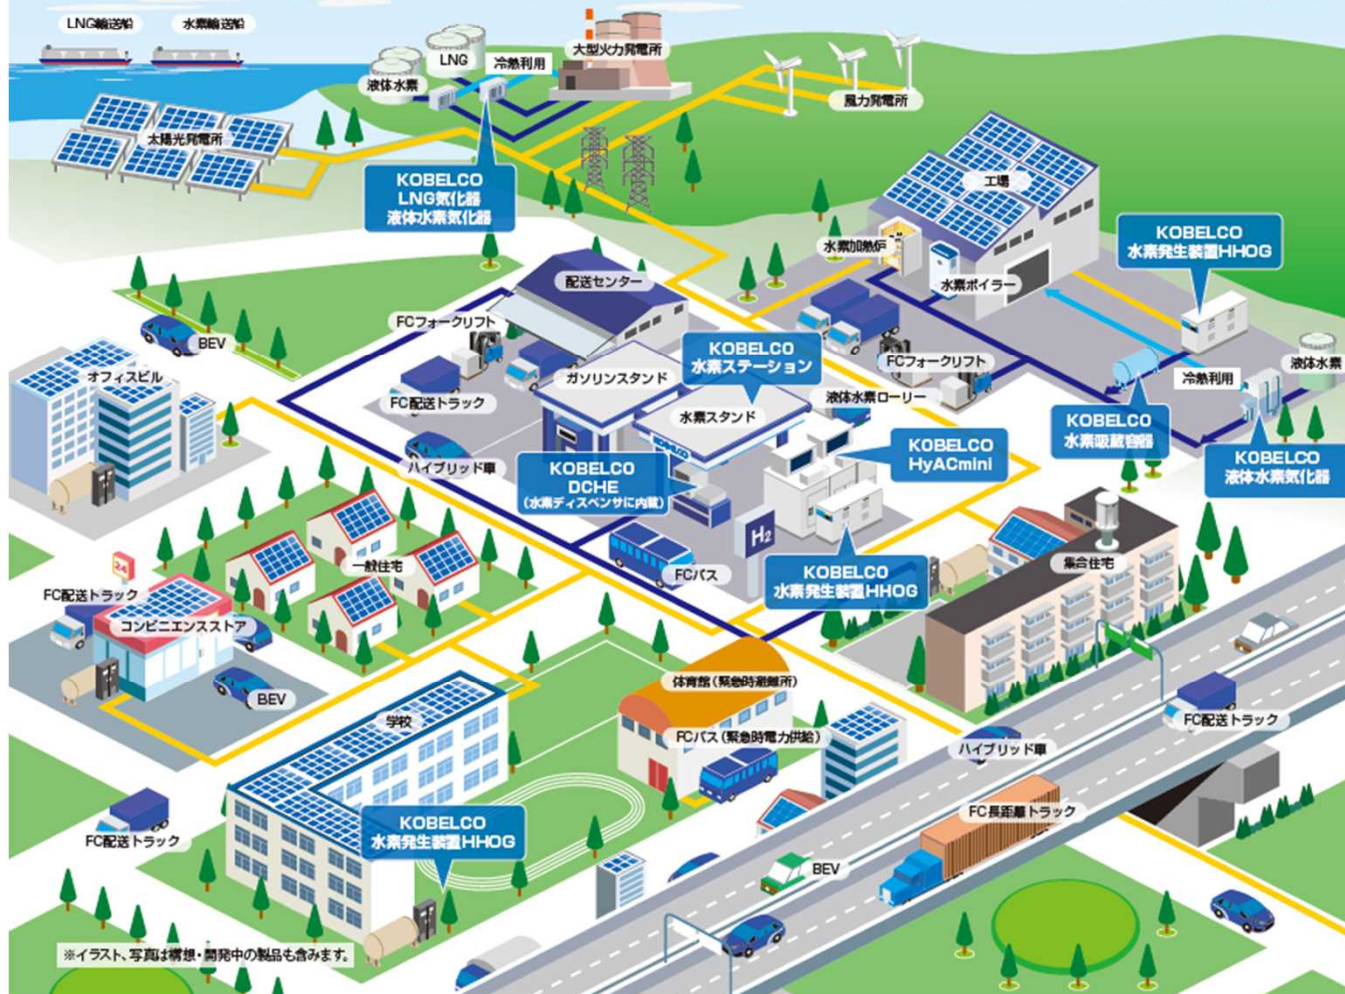 LNG輸送船
水素輸送船
LNG
冷熱利用
大型火力発電所
液体水素
風力発電所
太陽光発電所
KOBELCO
LNG気化器
液体水素気化器
工場
水素加熱炉
水素ボイラー
KOBELCO
水素発生装置HHOG
配送センター
FCフォークリフト
BEV
KOBELCO
水素ステーション
FCフォークリフト
液体水素
冷熱利用
オフィスビル
ガソリンスタンド
FC配送トラック
水素スタンド
液体水素ローリー
KOBELCO
水素吸蔵容器
KOBELCO
液体水素気化器
ハイブリッド車
KOBELCO
DCHE
(水素ディスペンサに内蔵)
KOBELCO
HyACmini
H2
FCバス
KOBELCO
水素発生装置HHOG
集合住宅
一般住宅
24
FC配送トラック
コンビニエンスストア
BEV
体育館(緊急時避難所)
学校
FCバス(緊急時電力供給)
FC配送トラック
ハイブリッド車
FC長距離トラック
KOBELCO
水素発生装置HHOG
FC配送トラック
BEV
※イラスト、写真は構想・開発中の製品も含みます。